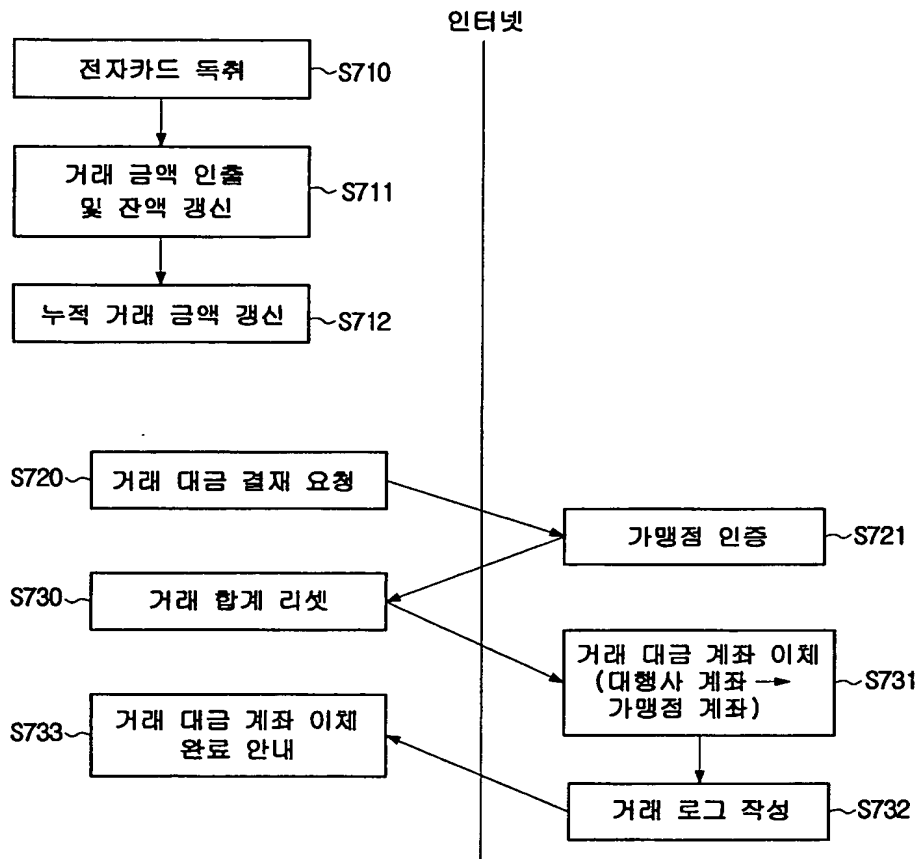 인터넷
전자카드 독취
S710
거래 금액 인출
및 잔액 갱신
S711
누적 거래 금액 갱신
S712
S720
거래 대금 결재 요청
가맹점 인증
S721
S730
거래 합계 리셋
거래 대금 계좌 이체
(대행사 계좌 →
가맹점 계좌)
S731
S733
거래 대금 계좌 이체
완료 안내
거래 로그 작성
S732